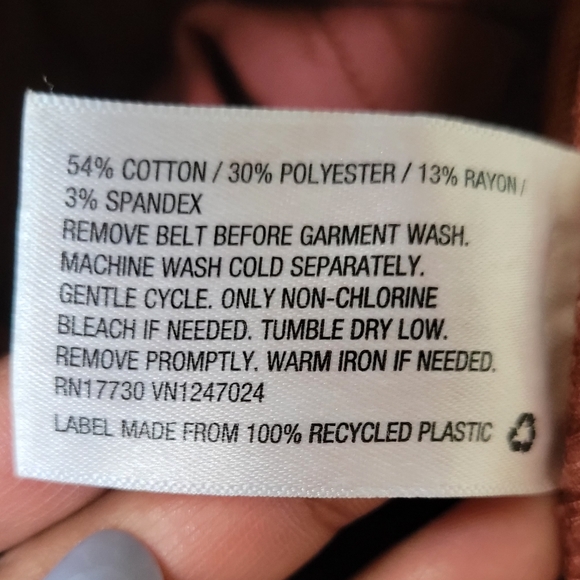 54% COTTON / 30% POLYESTER / 13% RAYON /
3% SPANDEX
REMOVE BELT BEFORE GARMENT WASH.
MACHINE WASH COLD SEPARATELY.
GENTLE CYCLE. ONLY NON-CHLORINE
BLEACH IF NEEDED. TUMBLE DRY LOW.
REMOVE PROMPTLY. WARM IRON IF NEEDED.
RN17730 VN1247024
LABEL MADE FROM 100% RECYCLED PLASTIC